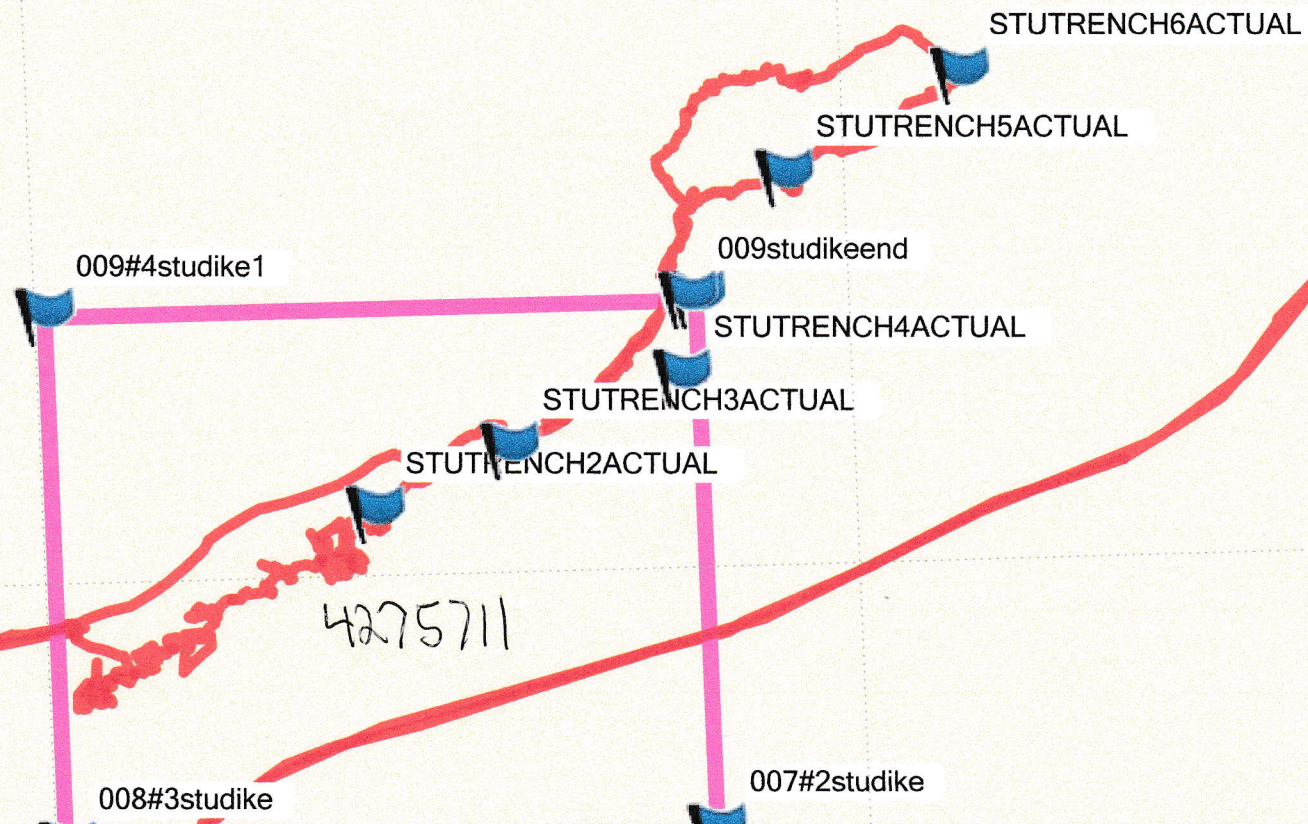 STUTRENCH6ACTUAL
STUTRENCH5ACTUAL
009studikeend
009#4studike1
STUTRENCH4ACTUAL
STUTRENCH3ACTUAL
STUTRENCH2ACTUAL
4275711
007#2studike
008#3studike